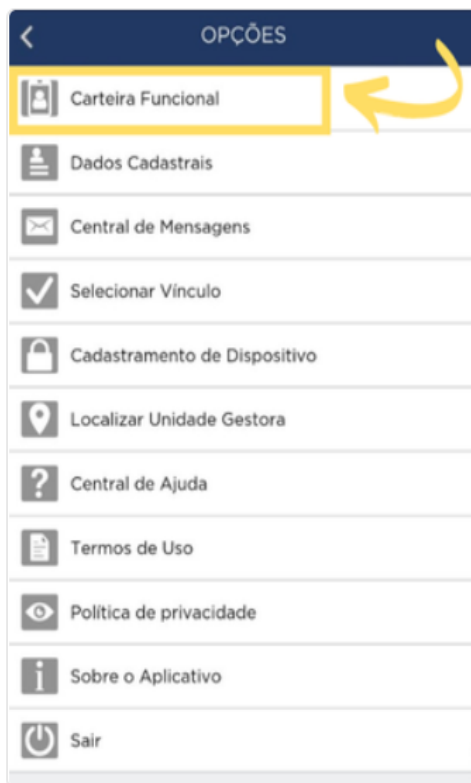 OPÇÕES
Carteira Funcional
Dados Cadastrais
Central de Mensagens
Selecionar Vínculo
Cadastramento de Dispositivo
Localizar Unidade Gestora
Central de Ajuda
Termos de Uso
Política de privacidade
Sobre o Aplicativo
Sair